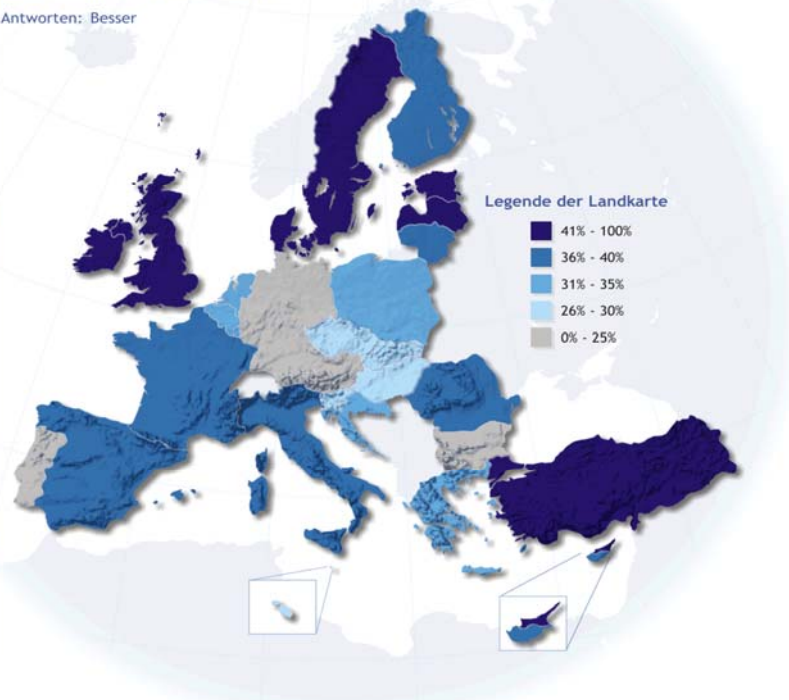 Antworten: Besser
Legende der Landkarte
41% - 100%
36% - 40%
31% - 35%
26% - 30%
0% - 25%